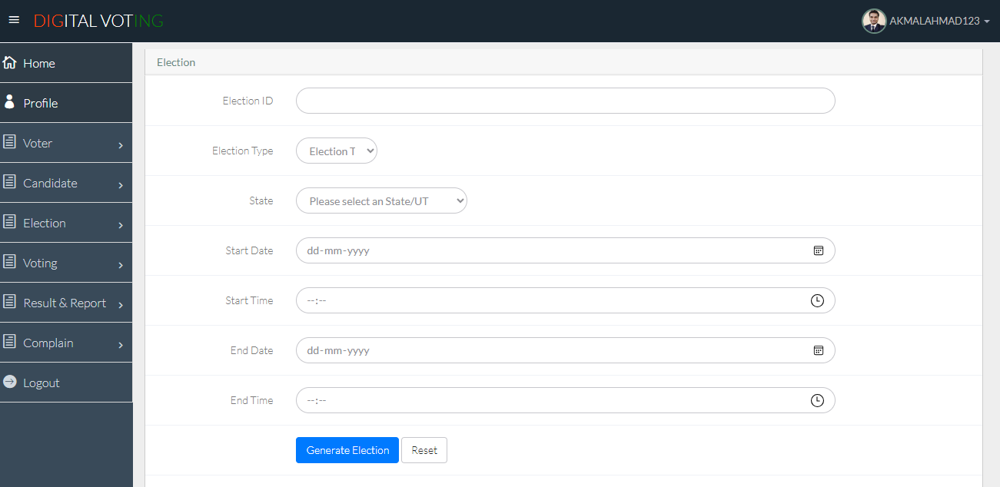 DIGITAL VOTING
AKMALAHMAD123
Home
Profile
Voter
Candidate
Election
Voting
Result & Report
Complain
Logout
Election
Election ID
Election Type
Election T
State
Please select an State/UT
Start Date
dd-mm-yyyy
Start Time
--:--
End Date
dd-mm-yyyy
End Time
--:--
Generate Election
Reset